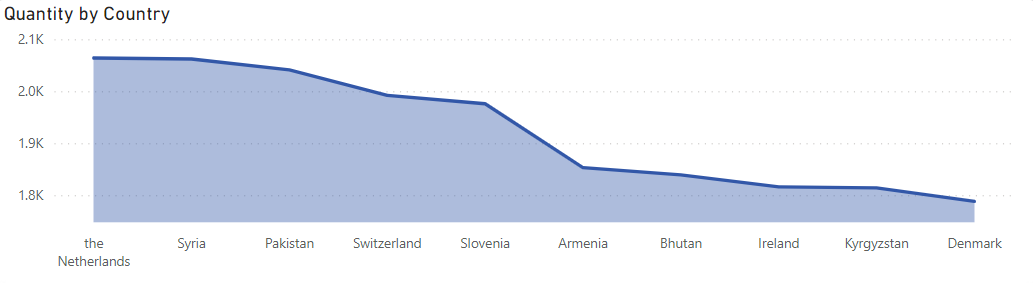 Quantity by Country
2.1K
2.0K
1.9K
1.8K
the Netherlands
Syria
Pakistan
Switzerland
Slovenia
Armenia
Bhutan
Ireland
Kyrgyzstan
Denmark